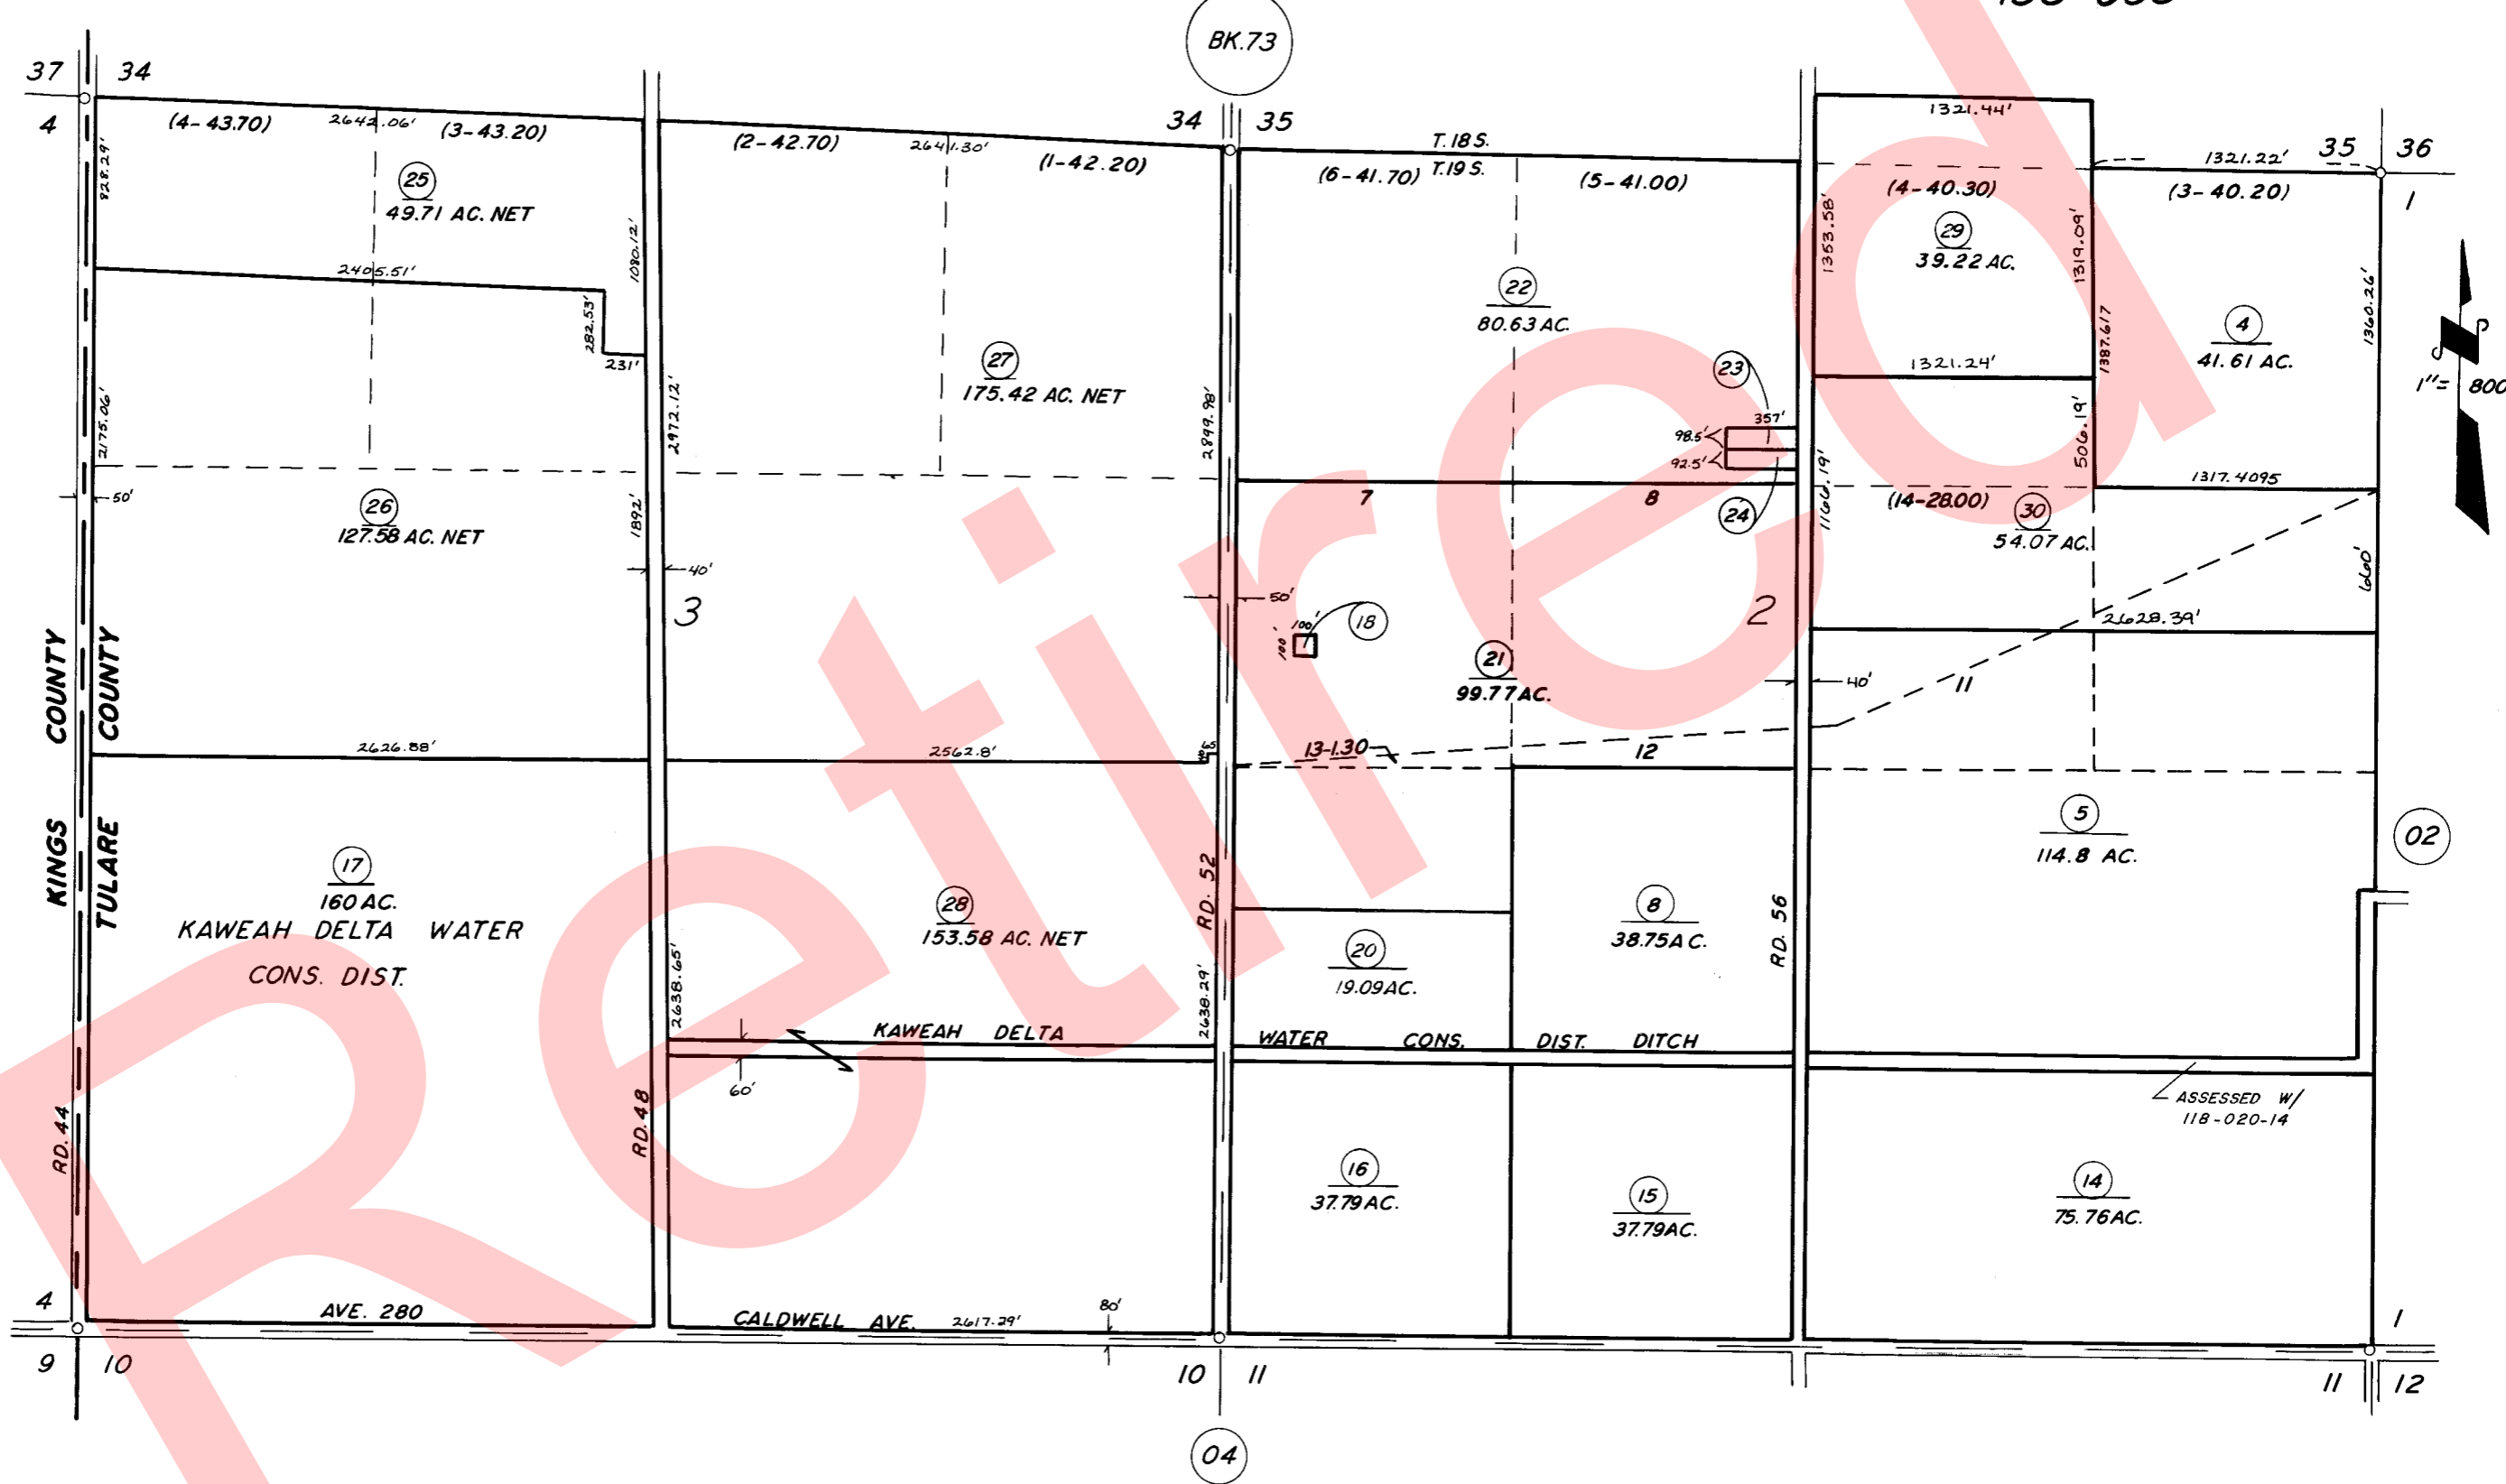 BK.73
37 34
4
(4-43.70)
2642.06'
(3-43.20)
(2-42.70)
2641.30'
(1-42.20)
34 35
T. 18 S.
T. 19 S.
(6-41.70)
(5-41.00)
1321.44'
(4-40.30)
1321.22'
35 36
(3-40.20)
1
828.29'
25
49.71 AC. NET
1080.12'
2405.51'
282.53'
231'
2175.06'
50'
26
127.58 AC. NET
1892'
2972.12'
40'
3
27
175.42 AC. NET
2899.98'
22
80.63 AC.
23
357'
98.5'
92.5'
24
7
8
1353.58'
29
39.22 AC.
1319.09'
1321.24'
1387.617
506.19'
4
41.61 AC.
1360.26'
1"= 800
1317.4095
1166.19'
(14-28.00)
30
54.07 AC.
660'
2628.39'
50'
100'
100'
18
2
21
99.77 AC.
40'
11
13-1.30
12
KINGS COUNTY
TULARE COUNTY
2626.88'
2562.8'
65
17
160 AC.
KAWEAH DELTA WATER
CONS. DIST.
28
153.58 AC. NET
2638.65'
2638.29'
RD. 52
20
19.09 AC.
8
38.75 AC.
RD. 56
5
114.8 AC.
02
KAWEAH DELTA WATER CONS. DIST. DITCH
60'
ASSESSED W/
118-020-14
RD. 44
RD. 48
16
37.79 AC.
15
37.79 AC.
14
75.76 AC.
4
AVE. 280
CALDWELL AVE.
2617.29'
80'
1
9 10
10 11
11 12
04
Retired